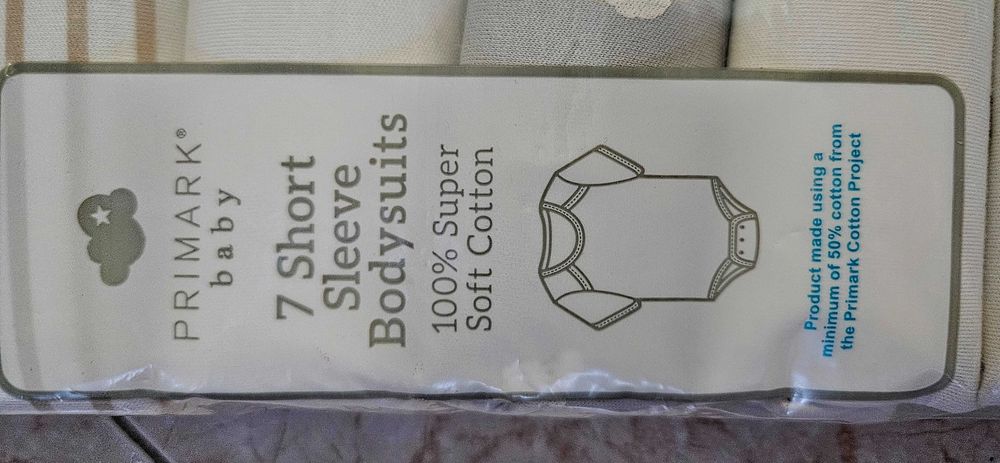 PRIMARK®
baby
7 Short
Sleeve
Bodysuits
100% Super
Soft Cotton
Product made using a
minimum of 50% cotton from
the Primark Cotton Project